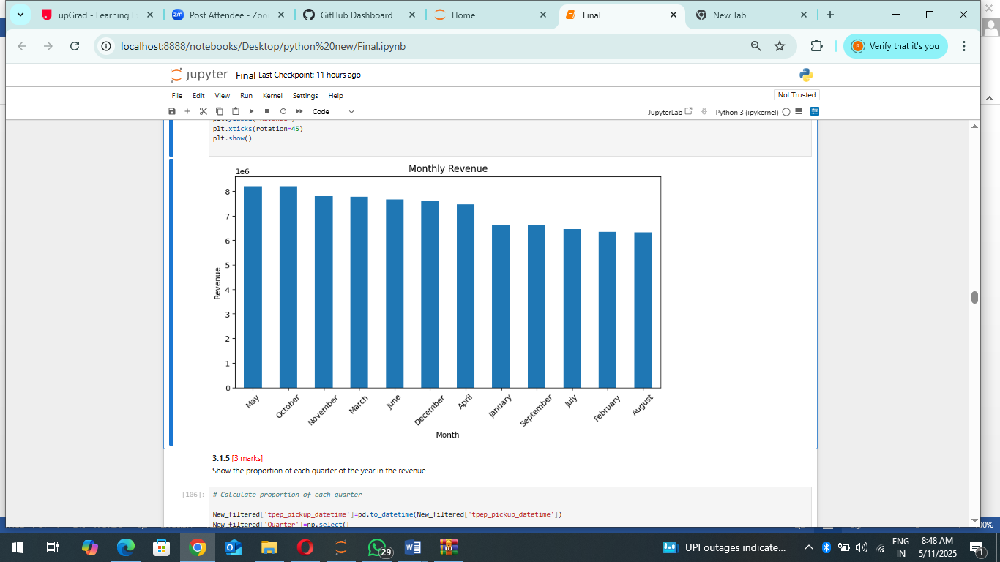 upGrad - Learning E
Post Attendee - Zoo
GitHub Dashboard
Home
Final
New Tab
localhost:8888/notebooks/Desktop/python%20new/Final.ipynb
Verify that it's you
jupyter Final Last Checkpoint: 11 hours ago
File Edit View Run Kernel Settings Help
Not Trusted
Code
JupyterLab
Python 3 (ipykernel)
plt.xticks(rotation=45)
plt.show()
Monthly Revenue
1e6
8
7
6
5
4
3
2
1
0
Revenue
May
October
November
March
June
December
April
January
September
July
February
August
Month
3.1.5 [3 marks]
Show the proportion of each quarter of the year in the revenue
[106]:
# Calculate proportion of each quarter
New_filtered['tpep_pickup_datetime']=pd.to_datetime(New_filtered['tpep_pickup_datetime'])
New_filtered['Quarter']=np.select([
00%
29
UPI outages indicate...
ENG
IN
8:48 AM
5/11/2025
1